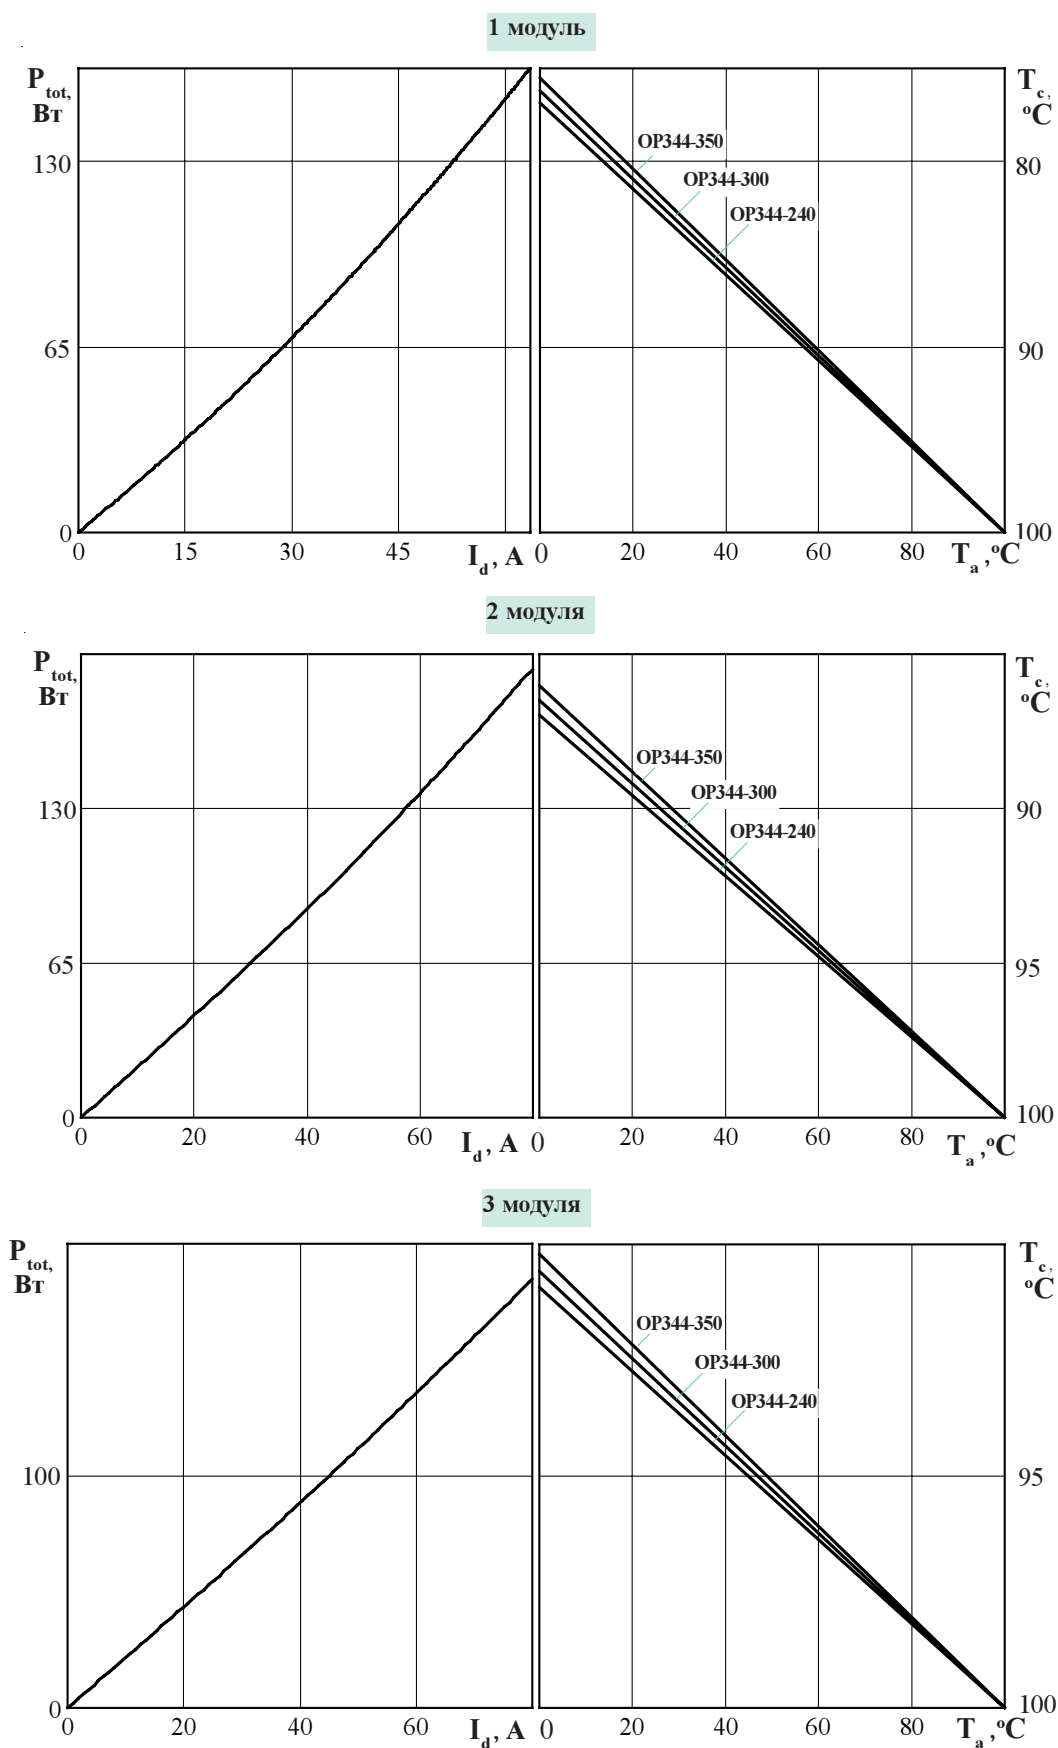 1 модуль
P tot, Вт
T c, °C
130
65
0
80
90
100
OP344-350
OP344-300
OP344-240
0 15 30 45 I d, A
0 20 40 60 80 T a, °C
2 модуля
P tot, Вт
T c, °C
130
65
0
90
95
100
OP344-350
OP344-300
OP344-240
0 20 40 60 I d, A
0 20 40 60 80 T a, °C
3 модуля
P tot, Вт
T c, °C
100
0
95
100
OP344-350
OP344-300
OP344-240
0 20 40 60 I d, A
0 20 40 60 80 T a, °C